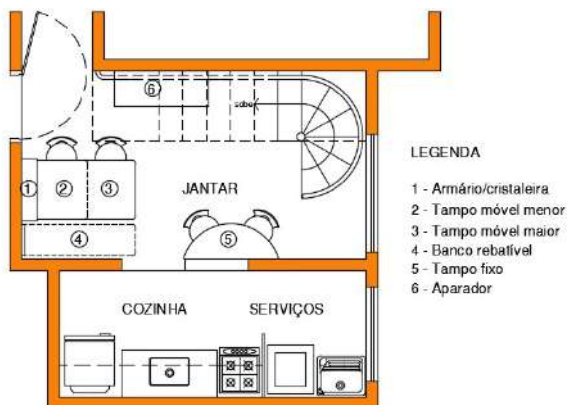 6
sobe
1 2 3
JANTAR
4
5
COZINHA SERVIÇOS
LEGENDA
1 - Armário/cristaleira
2 - Tampo móvel menor
3 - Tampo móvel maior
4 - Banco rebatível
5 - Tampo fixo
6 - Aparador